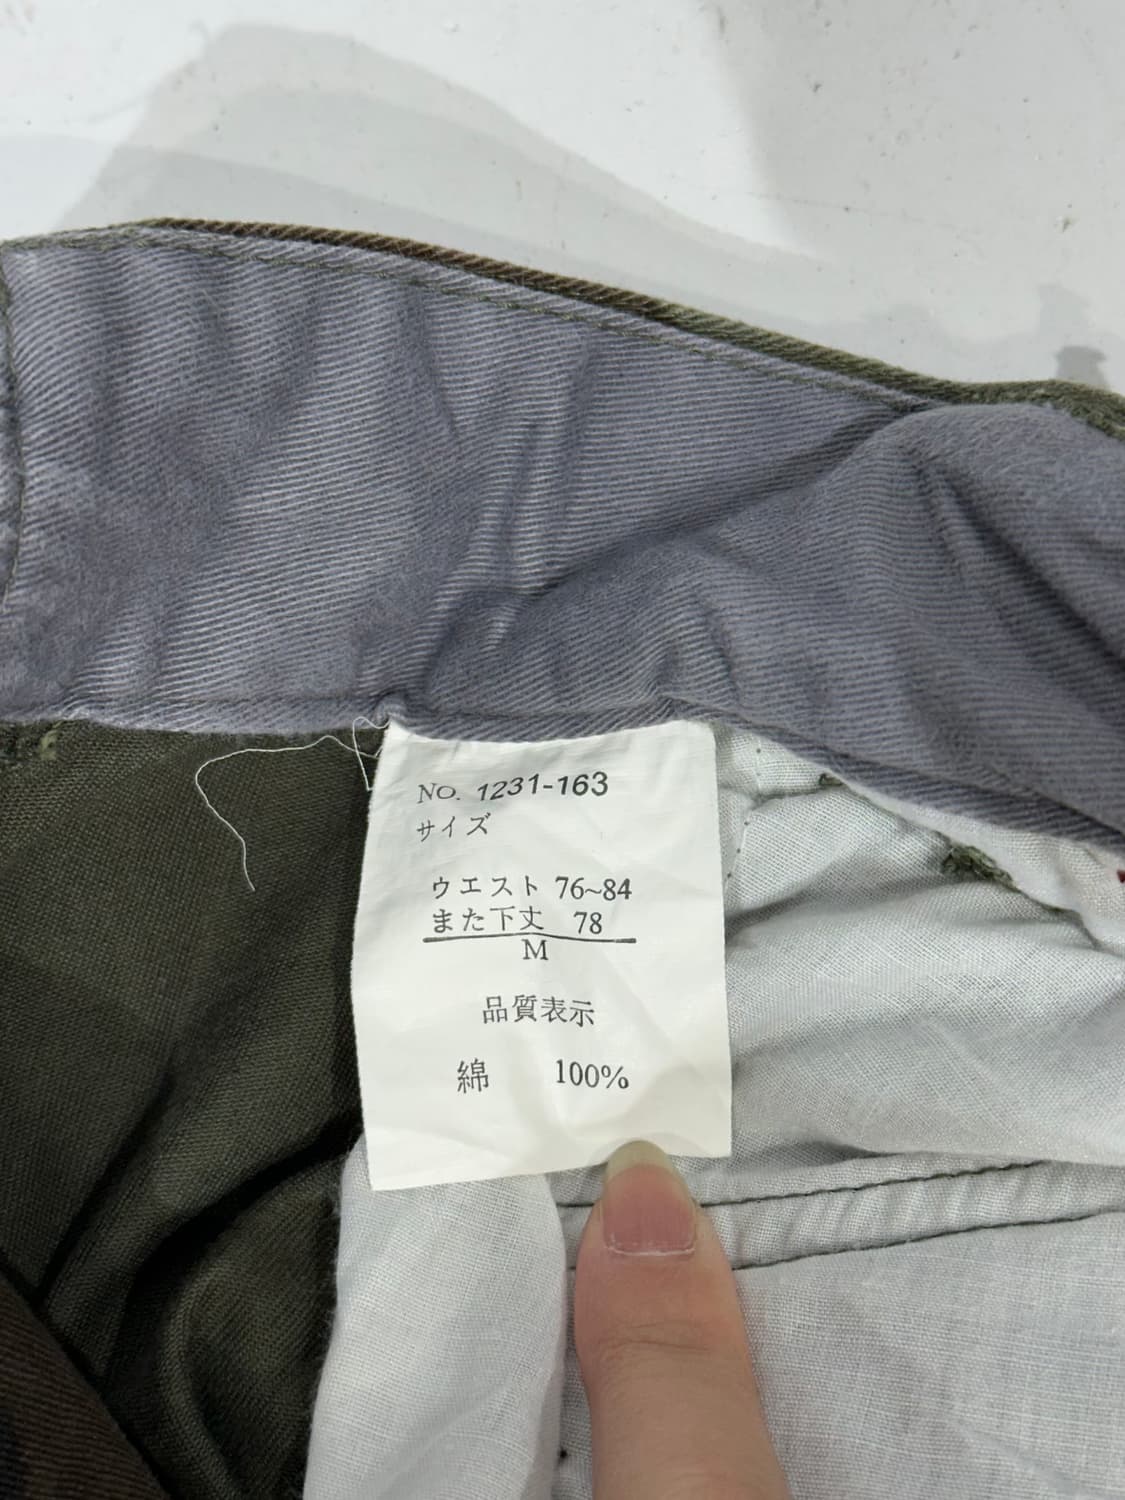 No. 1231-163
サイズ
ウエスト 76~84
また下丈 78
M
品質表示
綿 100%